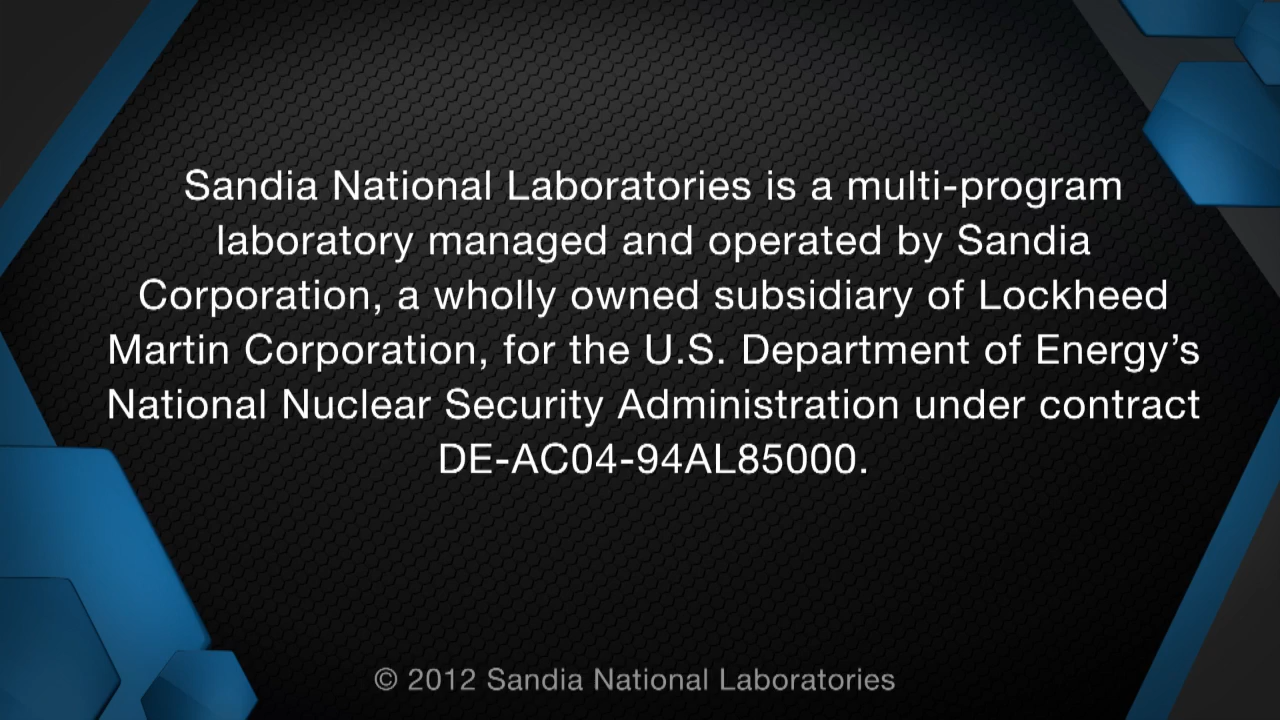 Sandia National Laboratories is a multi-program
laboratory managed and operated by Sandia
Corporation, a wholly owned subsidiary of Lockheed
Martin Corporation, for the U.S. Department of Energy’s
National Nuclear Security Administration under contract
DE-AC04-94AL85000.
© 2012 Sandia National Laboratories